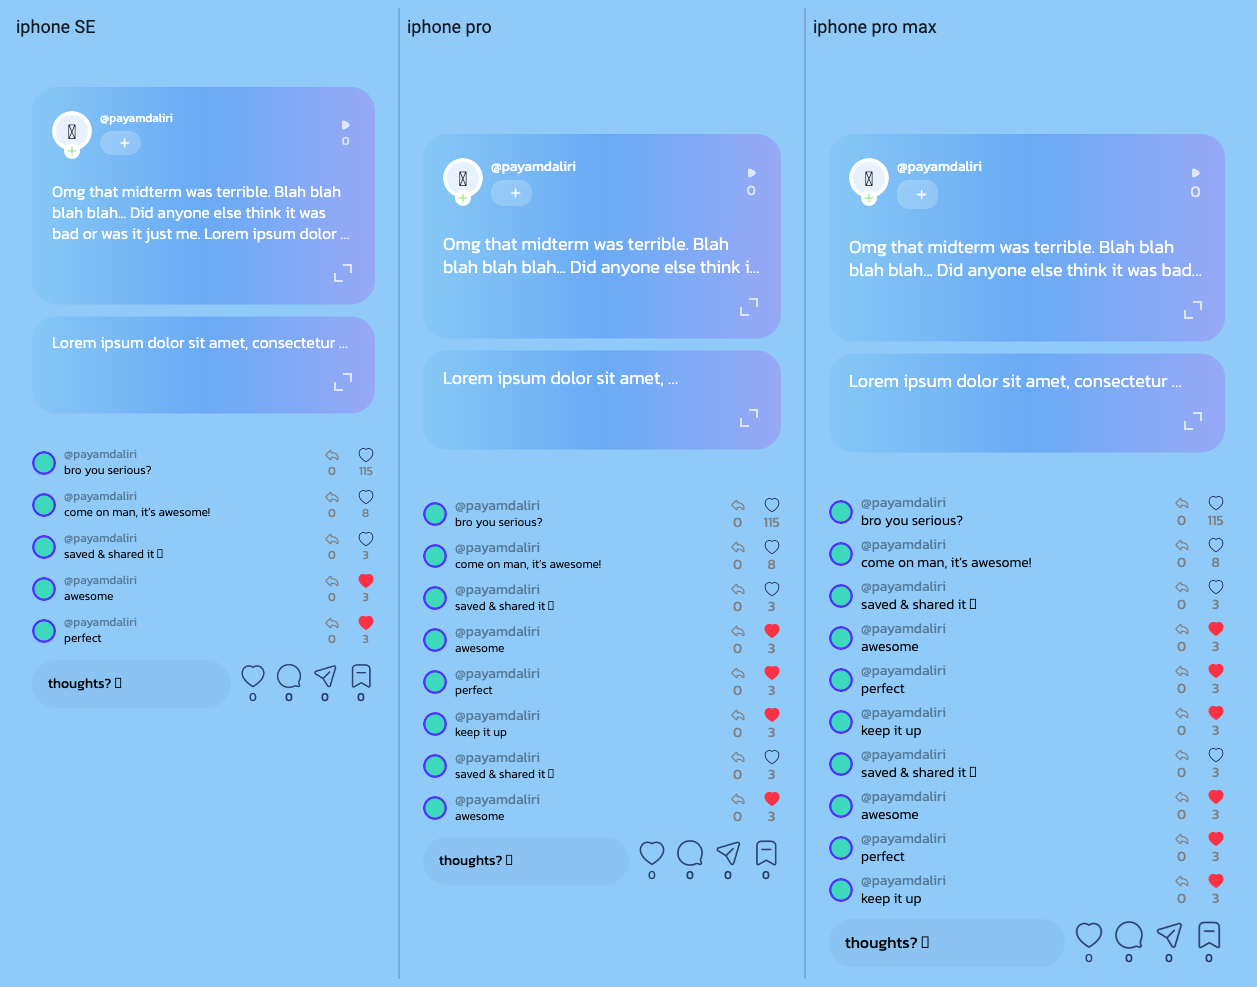 iphone SE
@payamdaliri
0
Omg that midterm was terrible. Blah blah
blah blah... Did anyone else think it was
bad or was it just me. Lorem ipsum dolor ...
Lorem ipsum dolor sit amet, consectetur ...
@payamdaliri
bro you serious?
0 115
@payamdaliri
come on man, it's awesome!
0 8
@payamdaliri
saved & shared it
0 3
@payamdaliri
awesome
0 3
@payamdaliri
perfect
0 3
thoughts?
0 0 0 0
iphone pro
@payamdaliri
0
Omg that midterm was terrible. Blah
blah blah blah... Did anyone else think i...
Lorem ipsum dolor sit amet, ...
@payamdaliri
bro you serious?
0 115
@payamdaliri
come on man, it's awesome!
0 8
@payamdaliri
saved & shared it
0 3
@payamdaliri
awesome
0 3
@payamdaliri
perfect
0 3
@payamdaliri
keep it up
0 3
@payamdaliri
saved & shared it
0 3
@payamdaliri
awesome
0 3
thoughts?
0 0 0 0
iphone pro max
@payamdaliri
0
Omg that midterm was terrible. Blah blah
blah blah... Did anyone else think it was bad...
Lorem ipsum dolor sit amet, consectetur ...
@payamdaliri
bro you serious?
0 115
@payamdaliri
come on man, it's awesome!
0 8
@payamdaliri
saved & shared it
0 3
@payamdaliri
awesome
0 3
@payamdaliri
perfect
0 3
@payamdaliri
keep it up
0 3
@payamdaliri
saved & shared it
0 3
@payamdaliri
awesome
0 3
@payamdaliri
perfect
0 3
@payamdaliri
keep it up
0 3
thoughts?
0 0 0 0